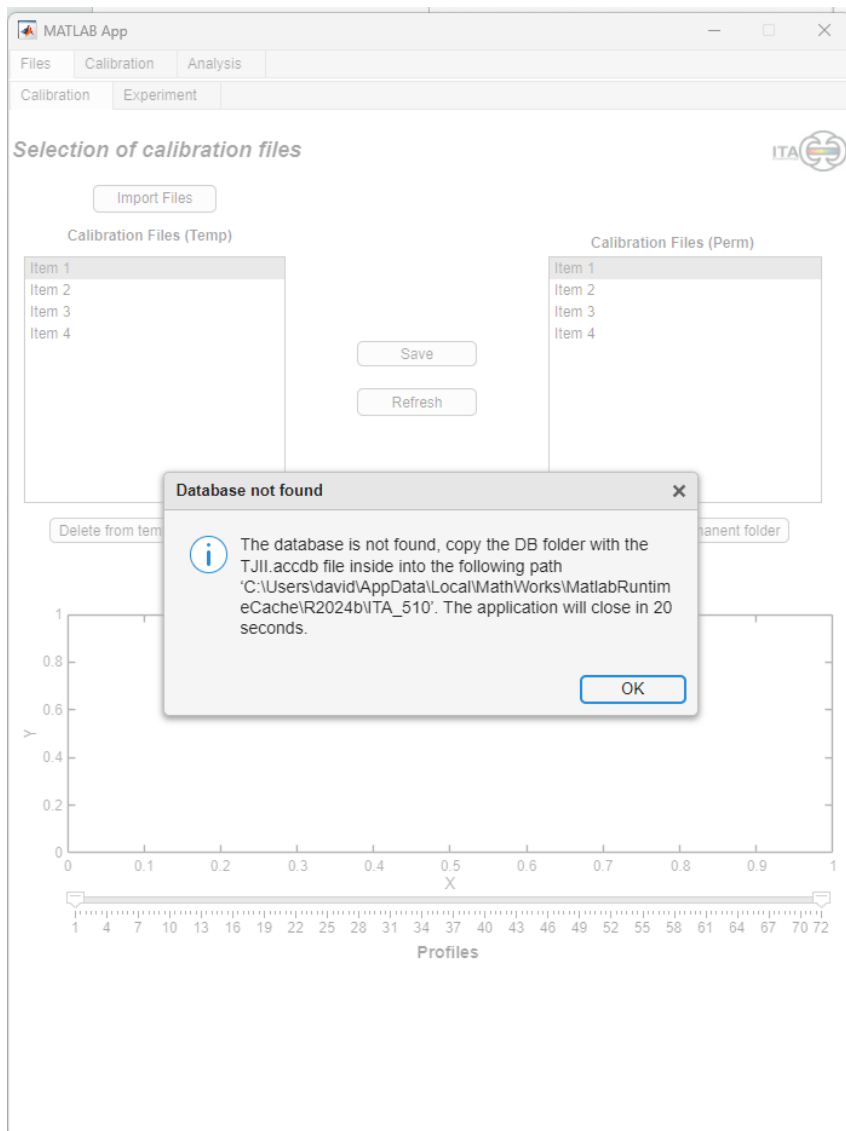 MATLAB App
Files Calibration Analysis
Calibration Experiment
Selection of calibration files
ITA
Import Files
Calibration Files (Temp)
Calibration Files (Perm)
Item 1
Item 2
Item 3
Item 4
Item 1
Item 2
Item 3
Item 4
Save
Refresh
Delete from tem
manent folder
Database not found
The database is not found, copy the DB folder with the
TJII.accdb file inside into the following path
‘C:\Users\david\AppData\Local\MathWorks\MatlabRuntim
eCache\R2024b\ITA_510’. The application will close in 20
seconds.
OK
1
0.8
0.6
0.4
0.2
0
Y
0 0.1 0.2 0.3 0.4 0.5 0.6 0.7 0.8 0.9 1
X
1 4 7 10 13 16 19 22 25 28 31 34 37 40 43 46 49 52 55 58 61 64 67 70 72
Profiles